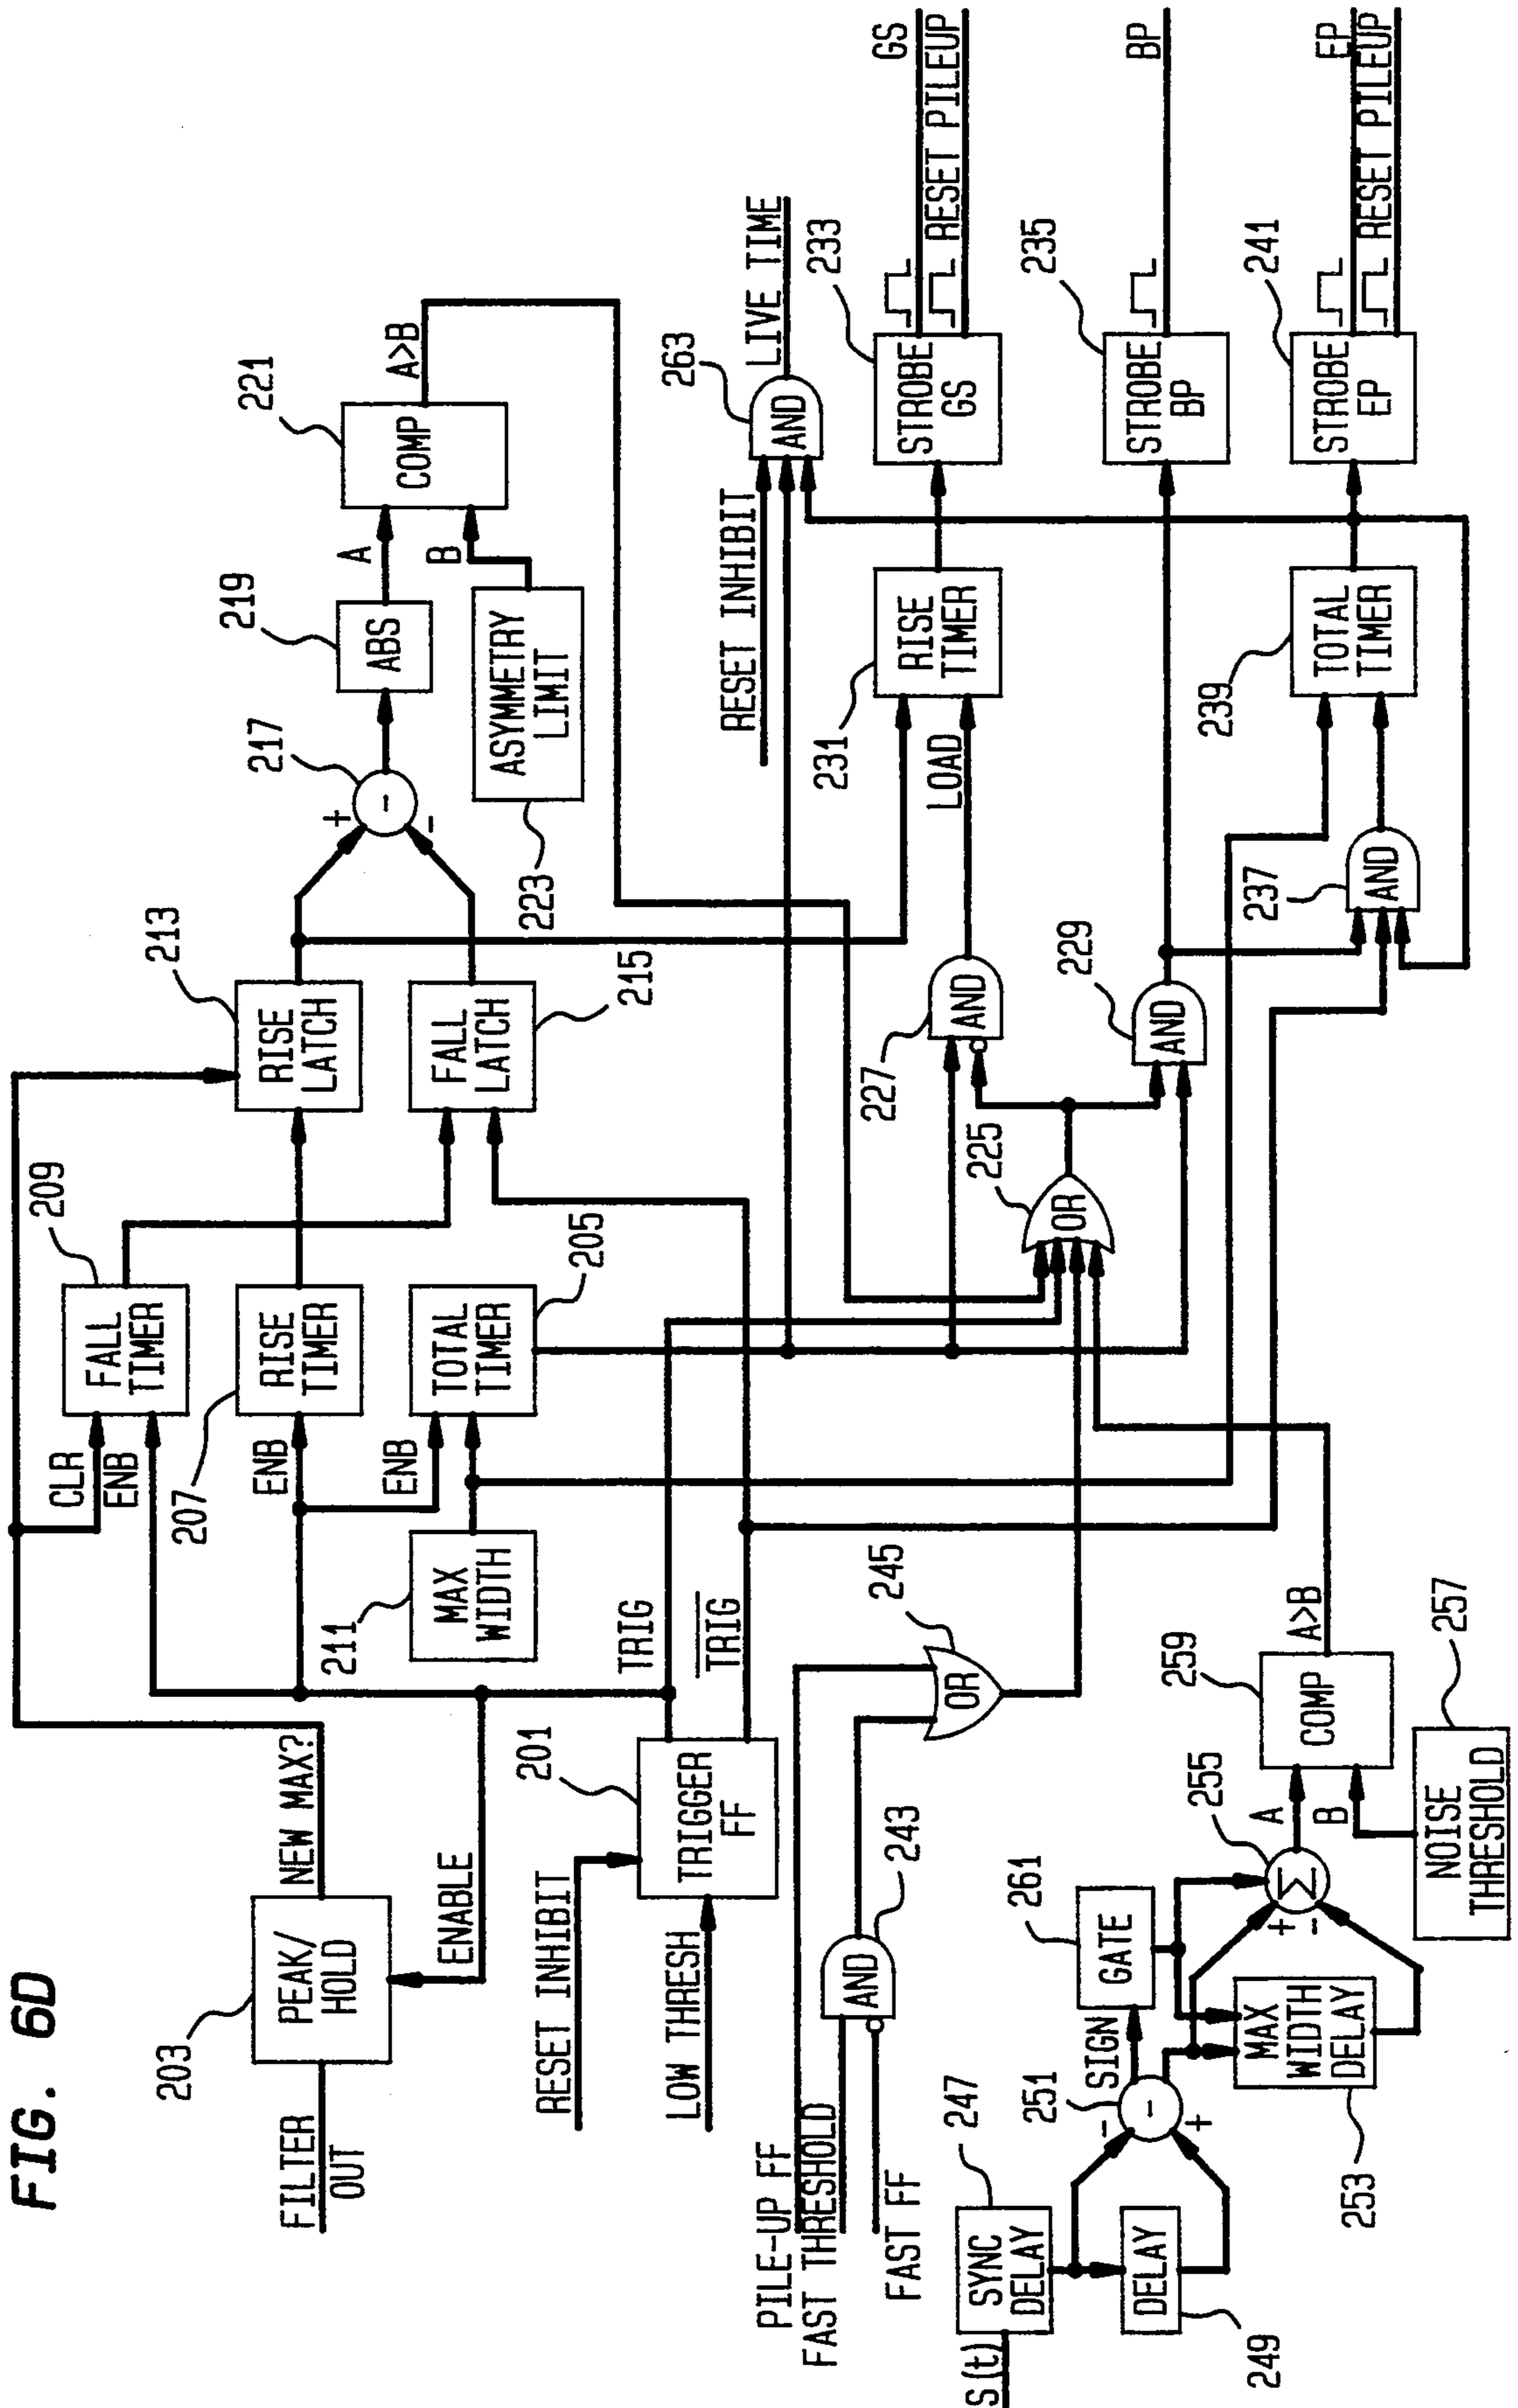 FIG. 6D
FILTER
OUT
203
PEAK/
HOLD
NEW MAX?
ENABLE
CLR
ENB
209
FALL
TIMER
207
ENB
RISE
TIMER
ENB
TOTAL
TIMER
205
211
MAX
WIDTH
213
RISE
LATCH
FALL
LATCH
215
217
+
-
-
219
ABS
A
B
221
COMP
A>B
ASYMMETRY
LIMIT
223
RESET INHIBIT
LOW THRESH
201
TRIGGER
FF
TRIG
TRIG
RESET INHIBIT
263
AND
LIVE TIME
PILE-UP FF
FAST THRESHOLD
FAST FF
243
AND
245
OR
225
OR
227
AND
LOAD
229
AND
231
RISE
TIMER
233
STROBE
GS
GS
RESET PILEUP
235
STROBE
BP
BP
237
AND
239
TOTAL
TIMER
241
STROBE
EP
EP
RESET PILEUP
S(t)
247
SYNC
DELAY
DELAY
249
251
-
-
+
SIGN
261
GATE
MAX
WIDTH
DELAY
253
255
Σ
+
-
A
B
259
COMP
A>B
257
NOISE
THRESHOLD